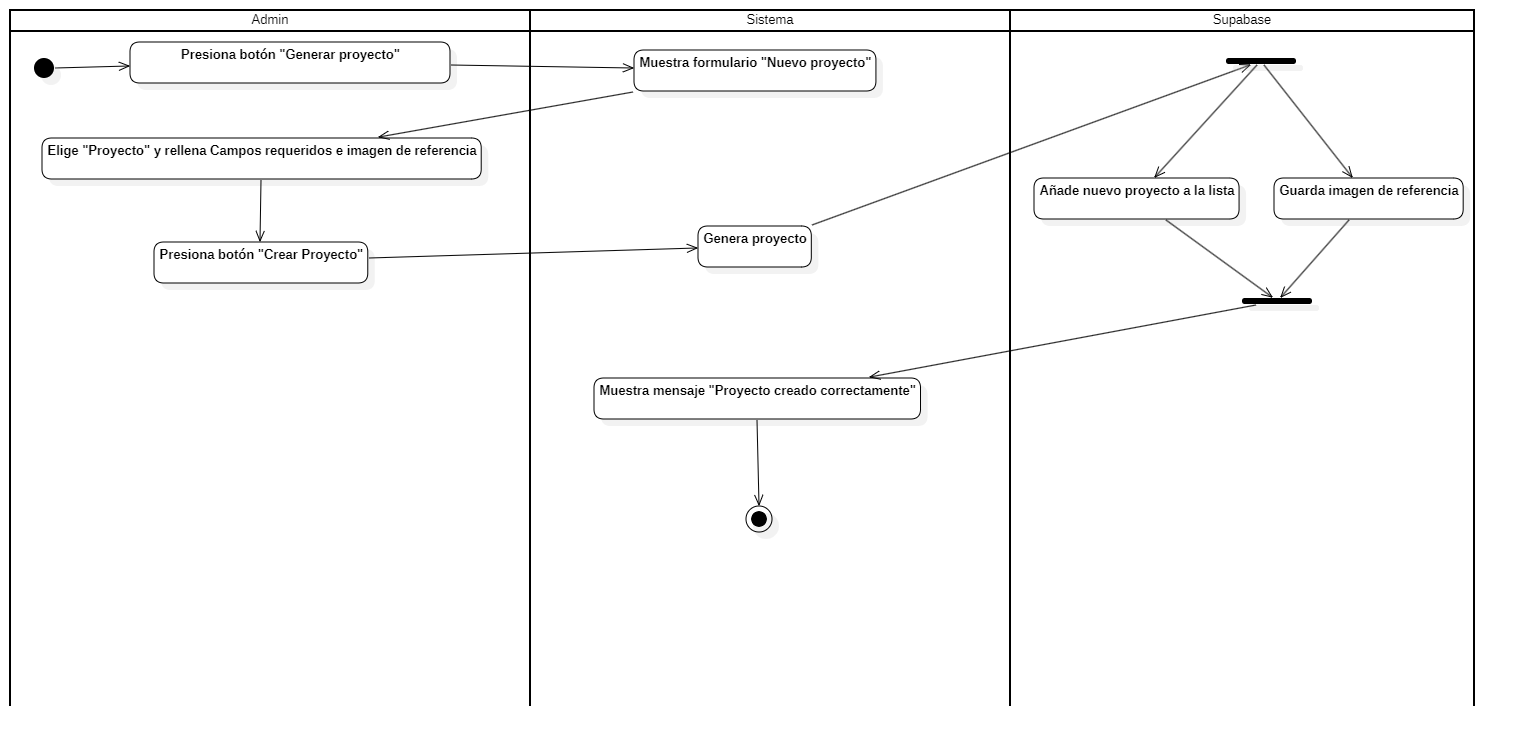 Admin
Sistema
Supabase
Presiona botón "Generar proyecto"
Muestra formulario "Nuevo proyecto"
Elige "Proyecto" y rellena Campos requeridos e imagen de referencia
Añade nuevo proyecto a la lista
Guarda imagen de referencia
Presiona botón "Crear Proyecto"
Genera proyecto
Muestra mensaje "Proyecto creado correctamente"